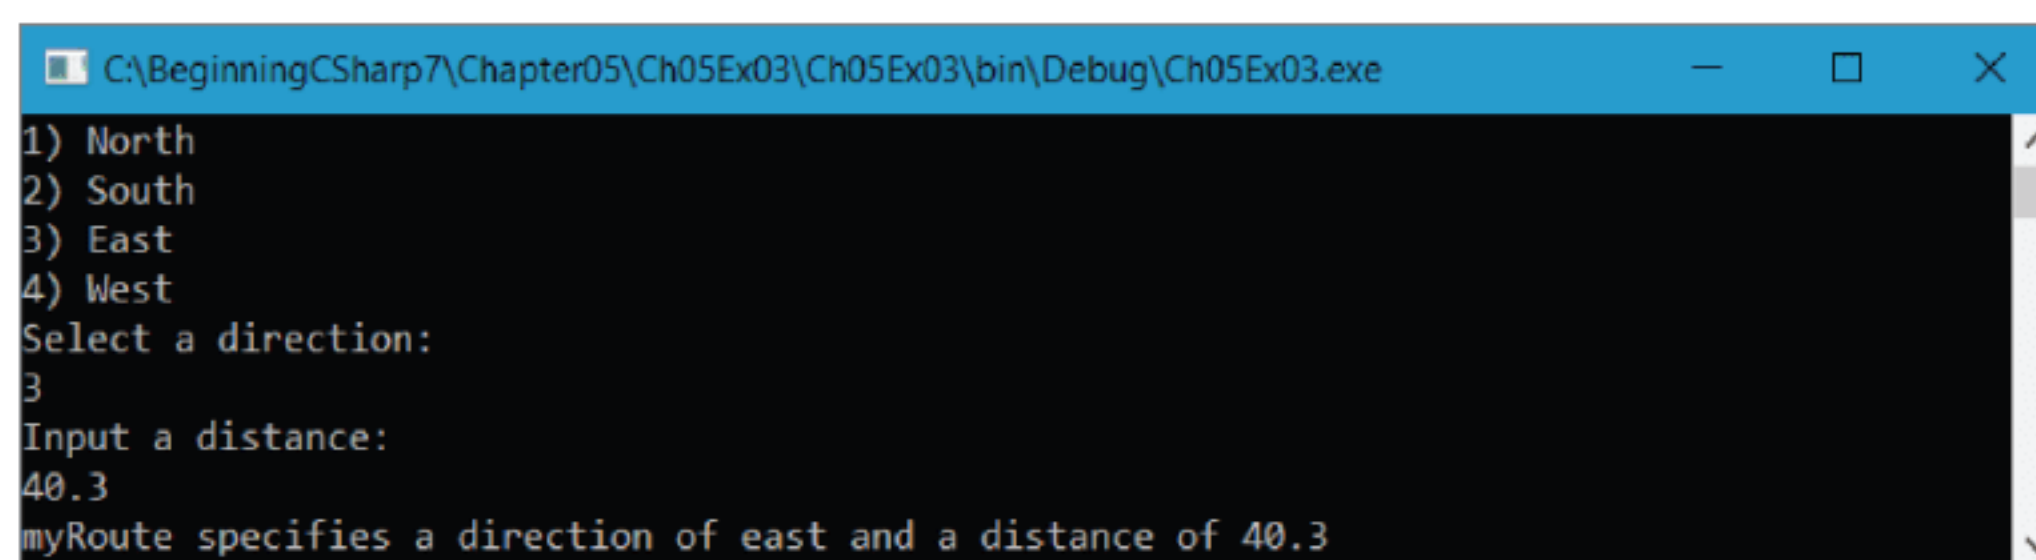 C:\BeginningCSharp7\Chapter05\Ch05Ex03\Ch05Ex03\bin\Debug\Ch05Ex03.exe
1) North
2) South
3) East
4) West
Select a direction:
3
Input a distance:
40.3
myRoute specifies a direction of east and a distance of 40.3